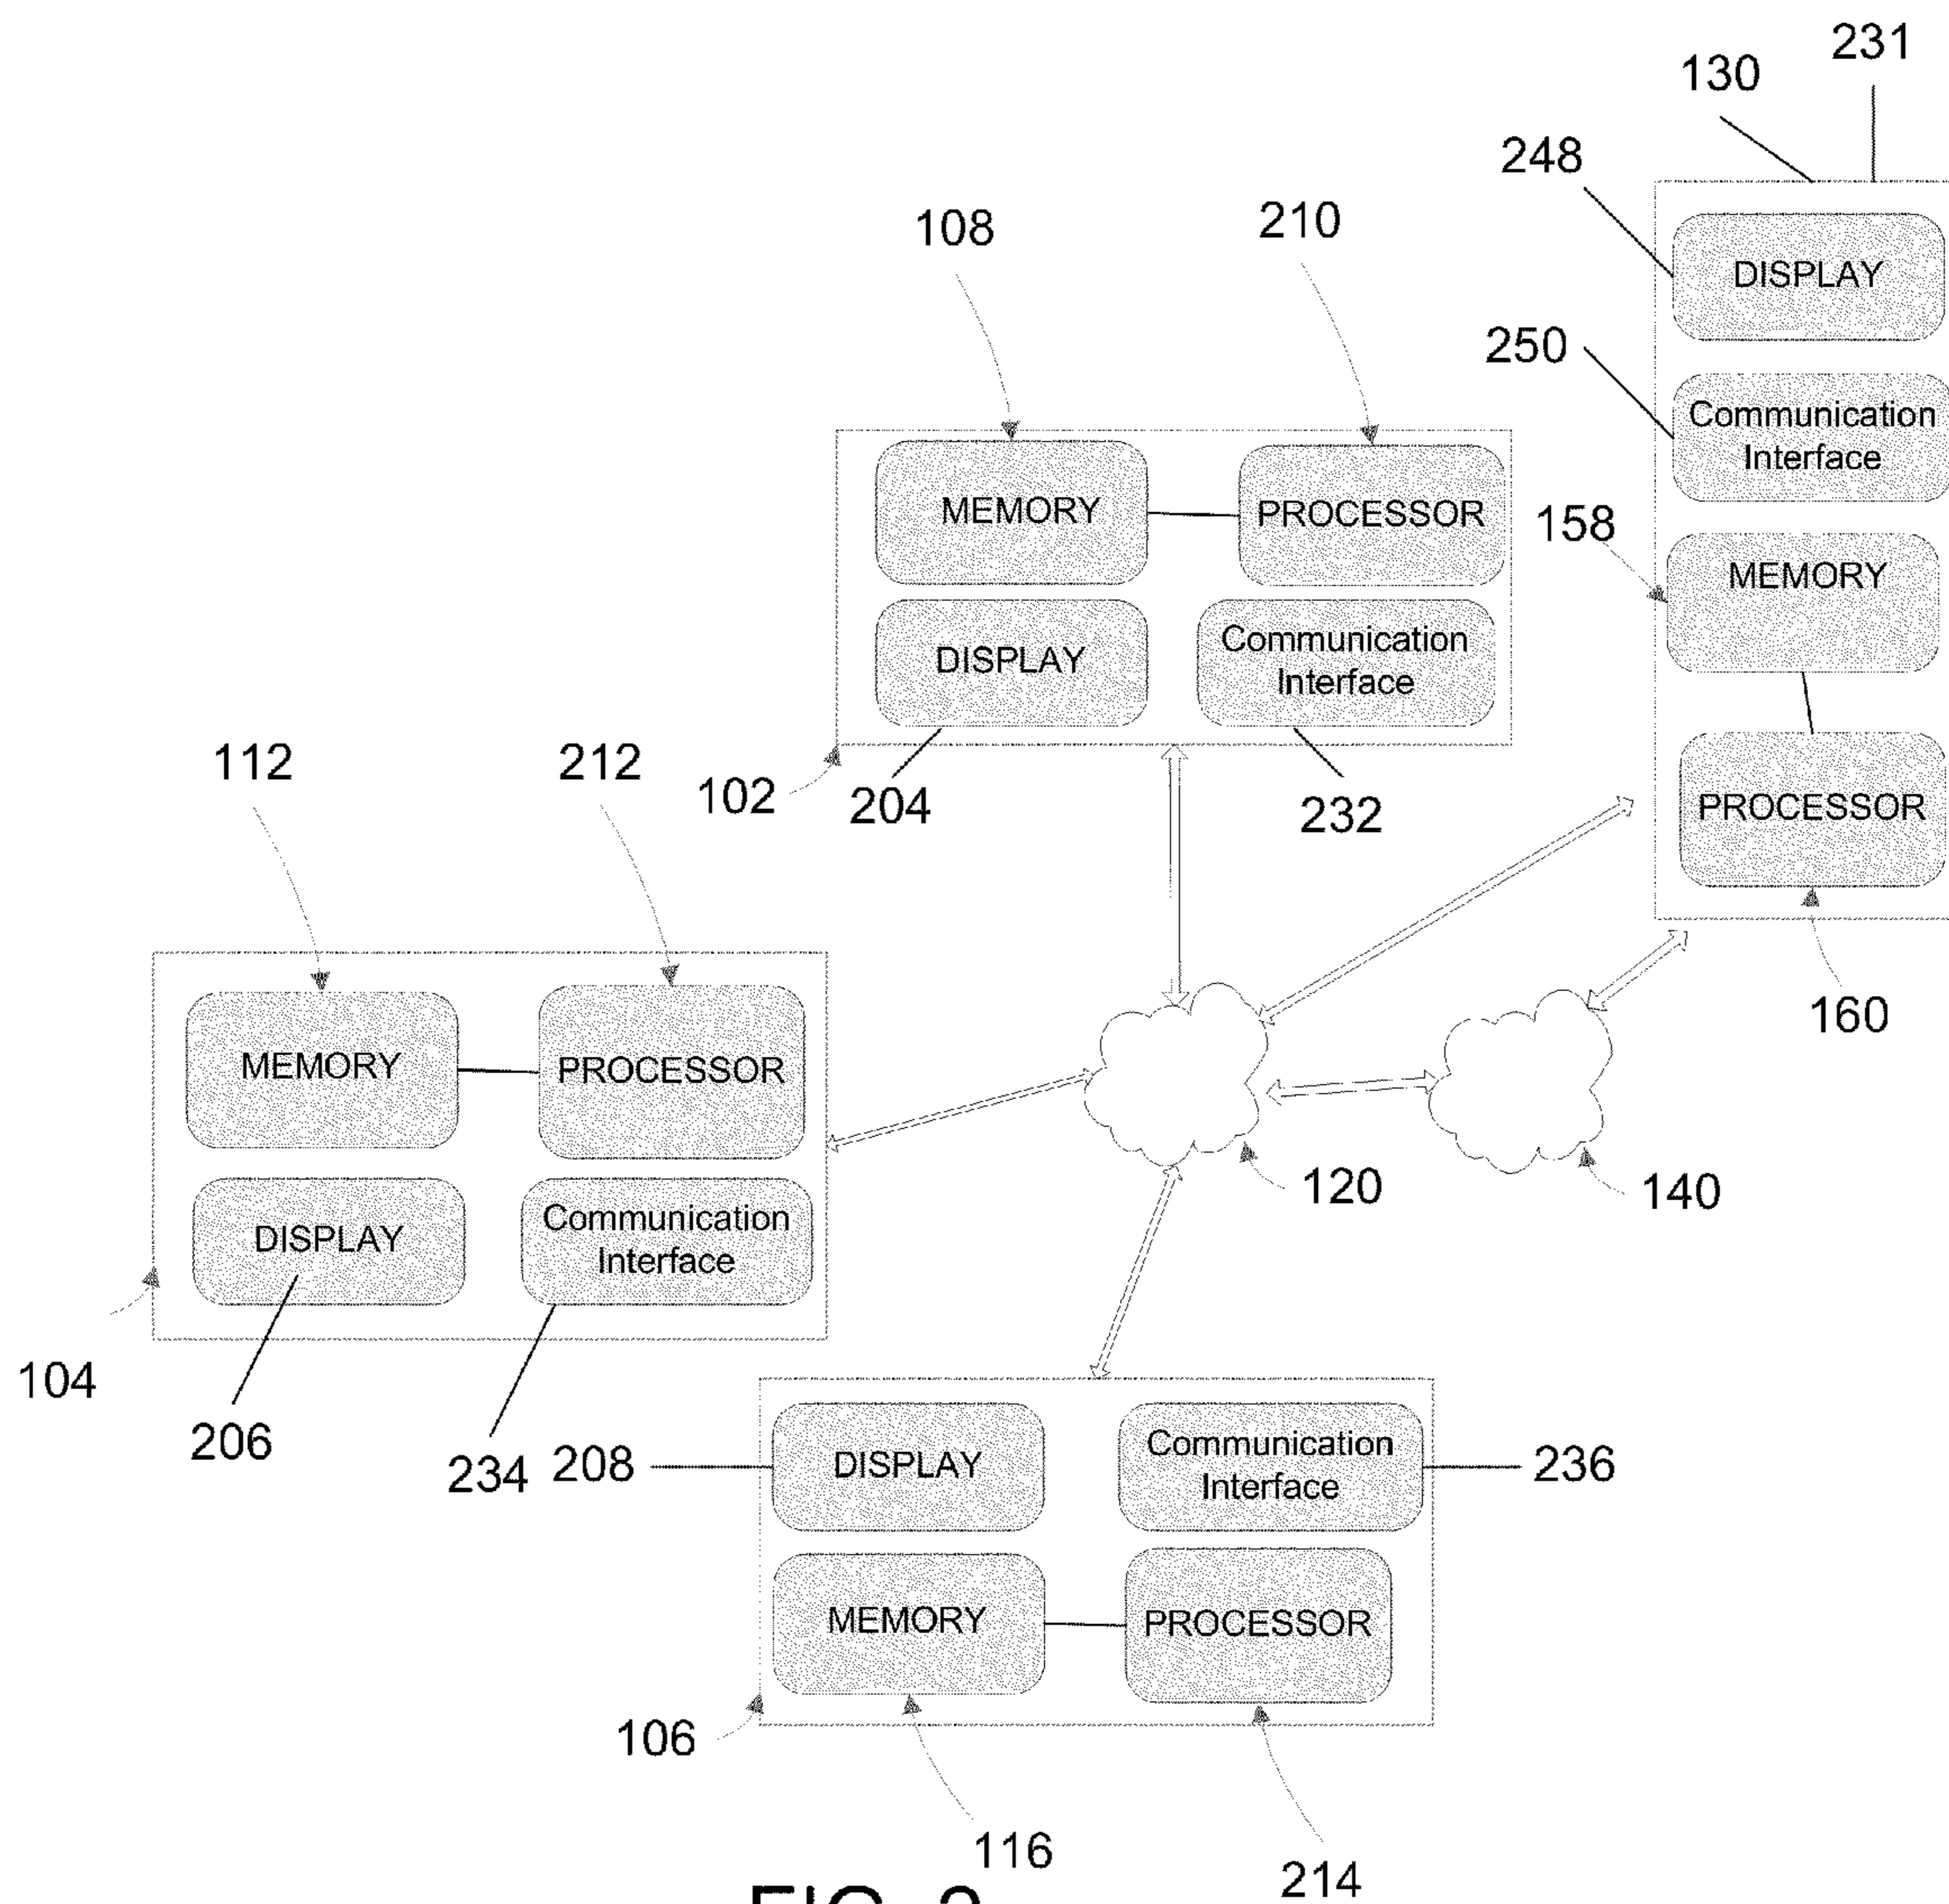 231
130
248
DISPLAY
108
210
250
Communication
Interface
MEMORY
PROCESSOR
158
MEMORY
DISPLAY
Communication
Interface
112
212
102
204
232
PROCESSOR
160
MEMORY
PROCESSOR
120
140
DISPLAY
Communication
Interface
104
206
234
208
DISPLAY
Communication
Interface
236
MEMORY
PROCESSOR
106
116
214